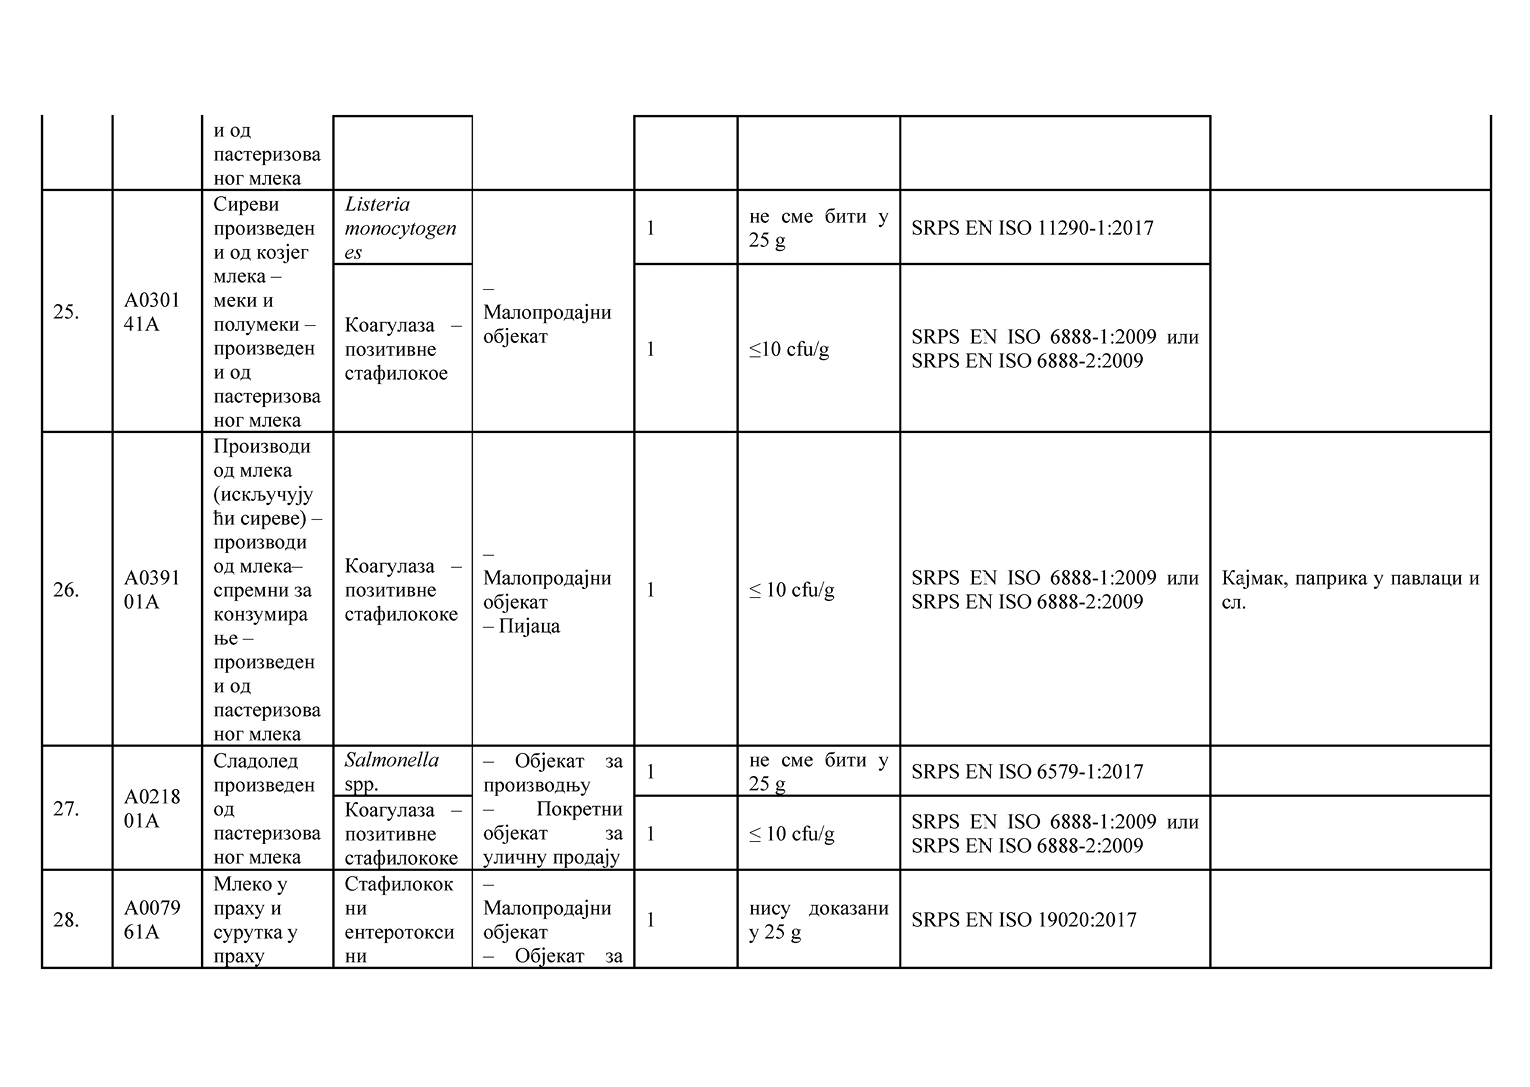 и од
пастеризова
ног млека
25.
A0301
41A
Сиреви
произведен
и од козјег
млека –
меки и
полумеки –
произведен
и од
пастеризова
ног млека
Listeria
monocytogen
es
–
Малопродајни
објекат
1
не сме бити у
25 g
SRPS EN ISO 11290-1:2017
Коагулаза –
позитивне
стафилокое
1
≤10 cfu/g
SRPS EN ISO 6888-1:2009 или
SRPS EN ISO 6888-2:2009
26.
A0391
01A
Производи
од млека
(искључују
ћи сиреве) –
производи
од млека–
спремни за
конзумира
ње –
произведен
и од
пастеризова
ног млека
Коагулаза –
позитивне
стафилококе
–
Малопродајни
објекат
– Пијаца
1
≤ 10 cfu/g
SRPS EN ISO 6888-1:2009 или
SRPS EN ISO 6888-2:2009
Кајмак, паприка у павлаци и
сл.
27.
A0218
01A
Сладолед
произведен
од
пастеризова
ног млека
Salmonella
spp.
– Објекат за
производњу
– Покретни
објекат за
уличну продају
1
не сме бити у
25 g
SRPS EN ISO 6579-1:2017
Коагулаза –
позитивне
стафилококе
1
≤ 10 cfu/g
SRPS EN ISO 6888-1:2009 или
SRPS EN ISO 6888-2:2009
28.
A0079
61A
Млеко у
праху и
сурутка у
праху
Стафилокок
ни
ентеротокси
ни
–
Малопродајни
објекат
– Објекат за
1
нису доказани
у 25 g
SRPS EN ISO 19020:2017